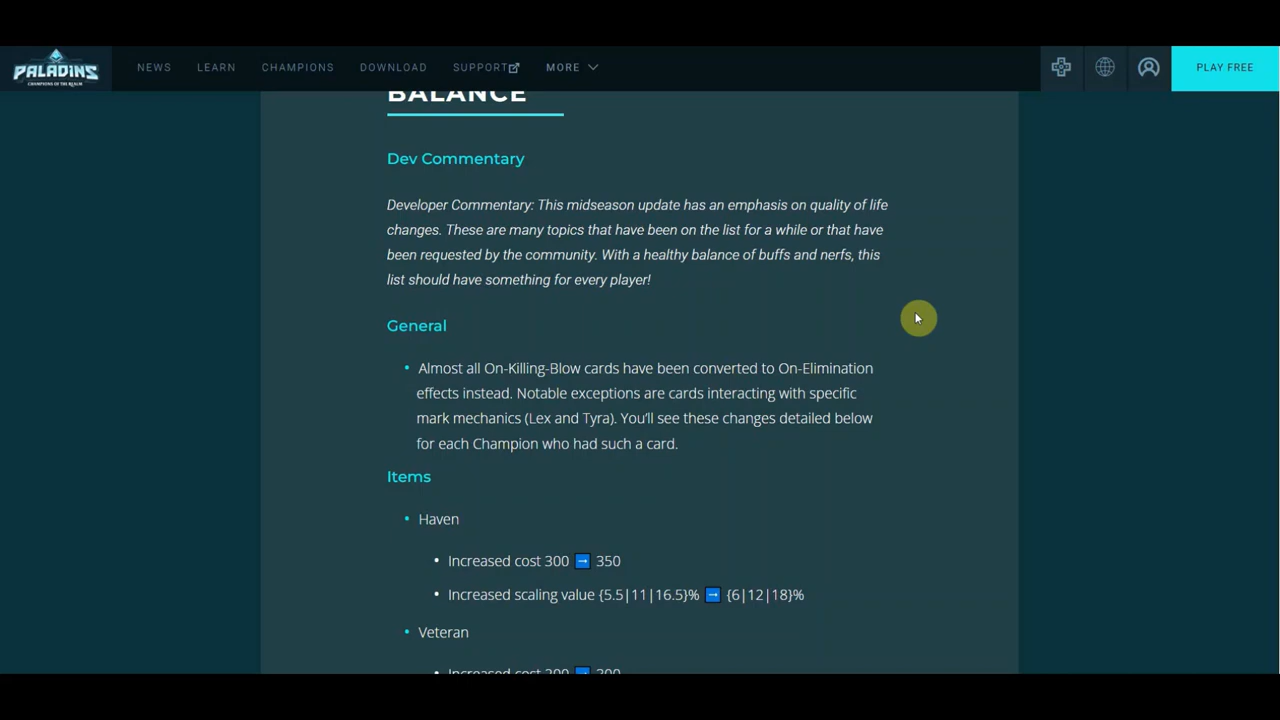 PALADINS
CHAMPIONS OF THE REALM
NEWS LEARN CHAMPIONS DOWNLOAD SUPPORT MORE PLAY FREE
BALANCE
Dev Commentary
Developer Commentary: This midseason update has an emphasis on quality of life
changes. These are many topics that have been on the list for a while or that have
been requested by the community. With a healthy balance of buffs and nerfs, this
list should have something for every player!
General
• Almost all On-Killing-Blow cards have been converted to On-Elimination
effects instead. Notable exceptions are cards interacting with specific
mark mechanics (Lex and Tyra). You’ll see these changes detailed below
for each Champion who had such a card.
Items
• Haven
• Increased cost 300 ➡ 350
• Increased scaling value {5.5|11|16.5}% ➡ {6|12|18}%
• Veteran
• Increased cost 200 ➡ 300